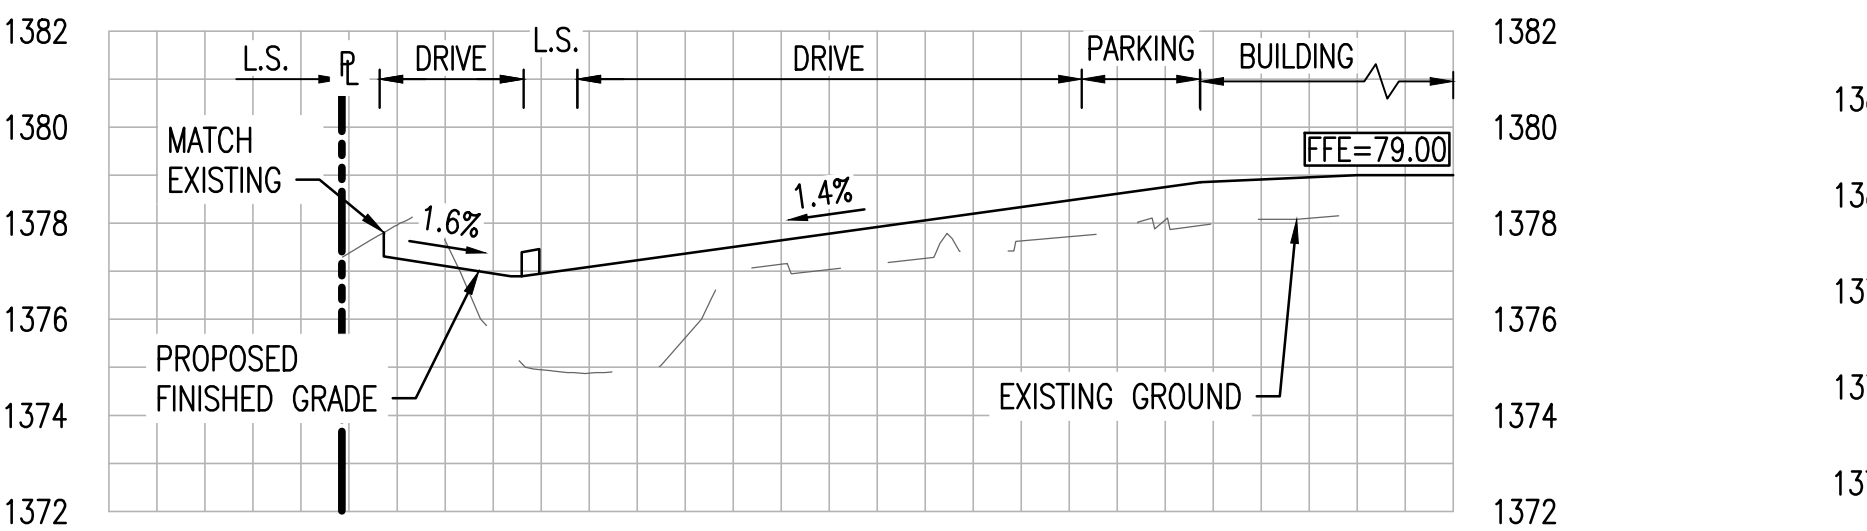 1382
L.S.
PL
DRIVE
L.S.
DRIVE
PARKING
BUILDING
1382
1380
MATCH
EXISTING
FFE=79.00
1380
1378
1.6%
1.4%
1378
1376
1376
PROPOSED
FINISHED GRADE
EXISTING GROUND
1374
1374
1372
1372